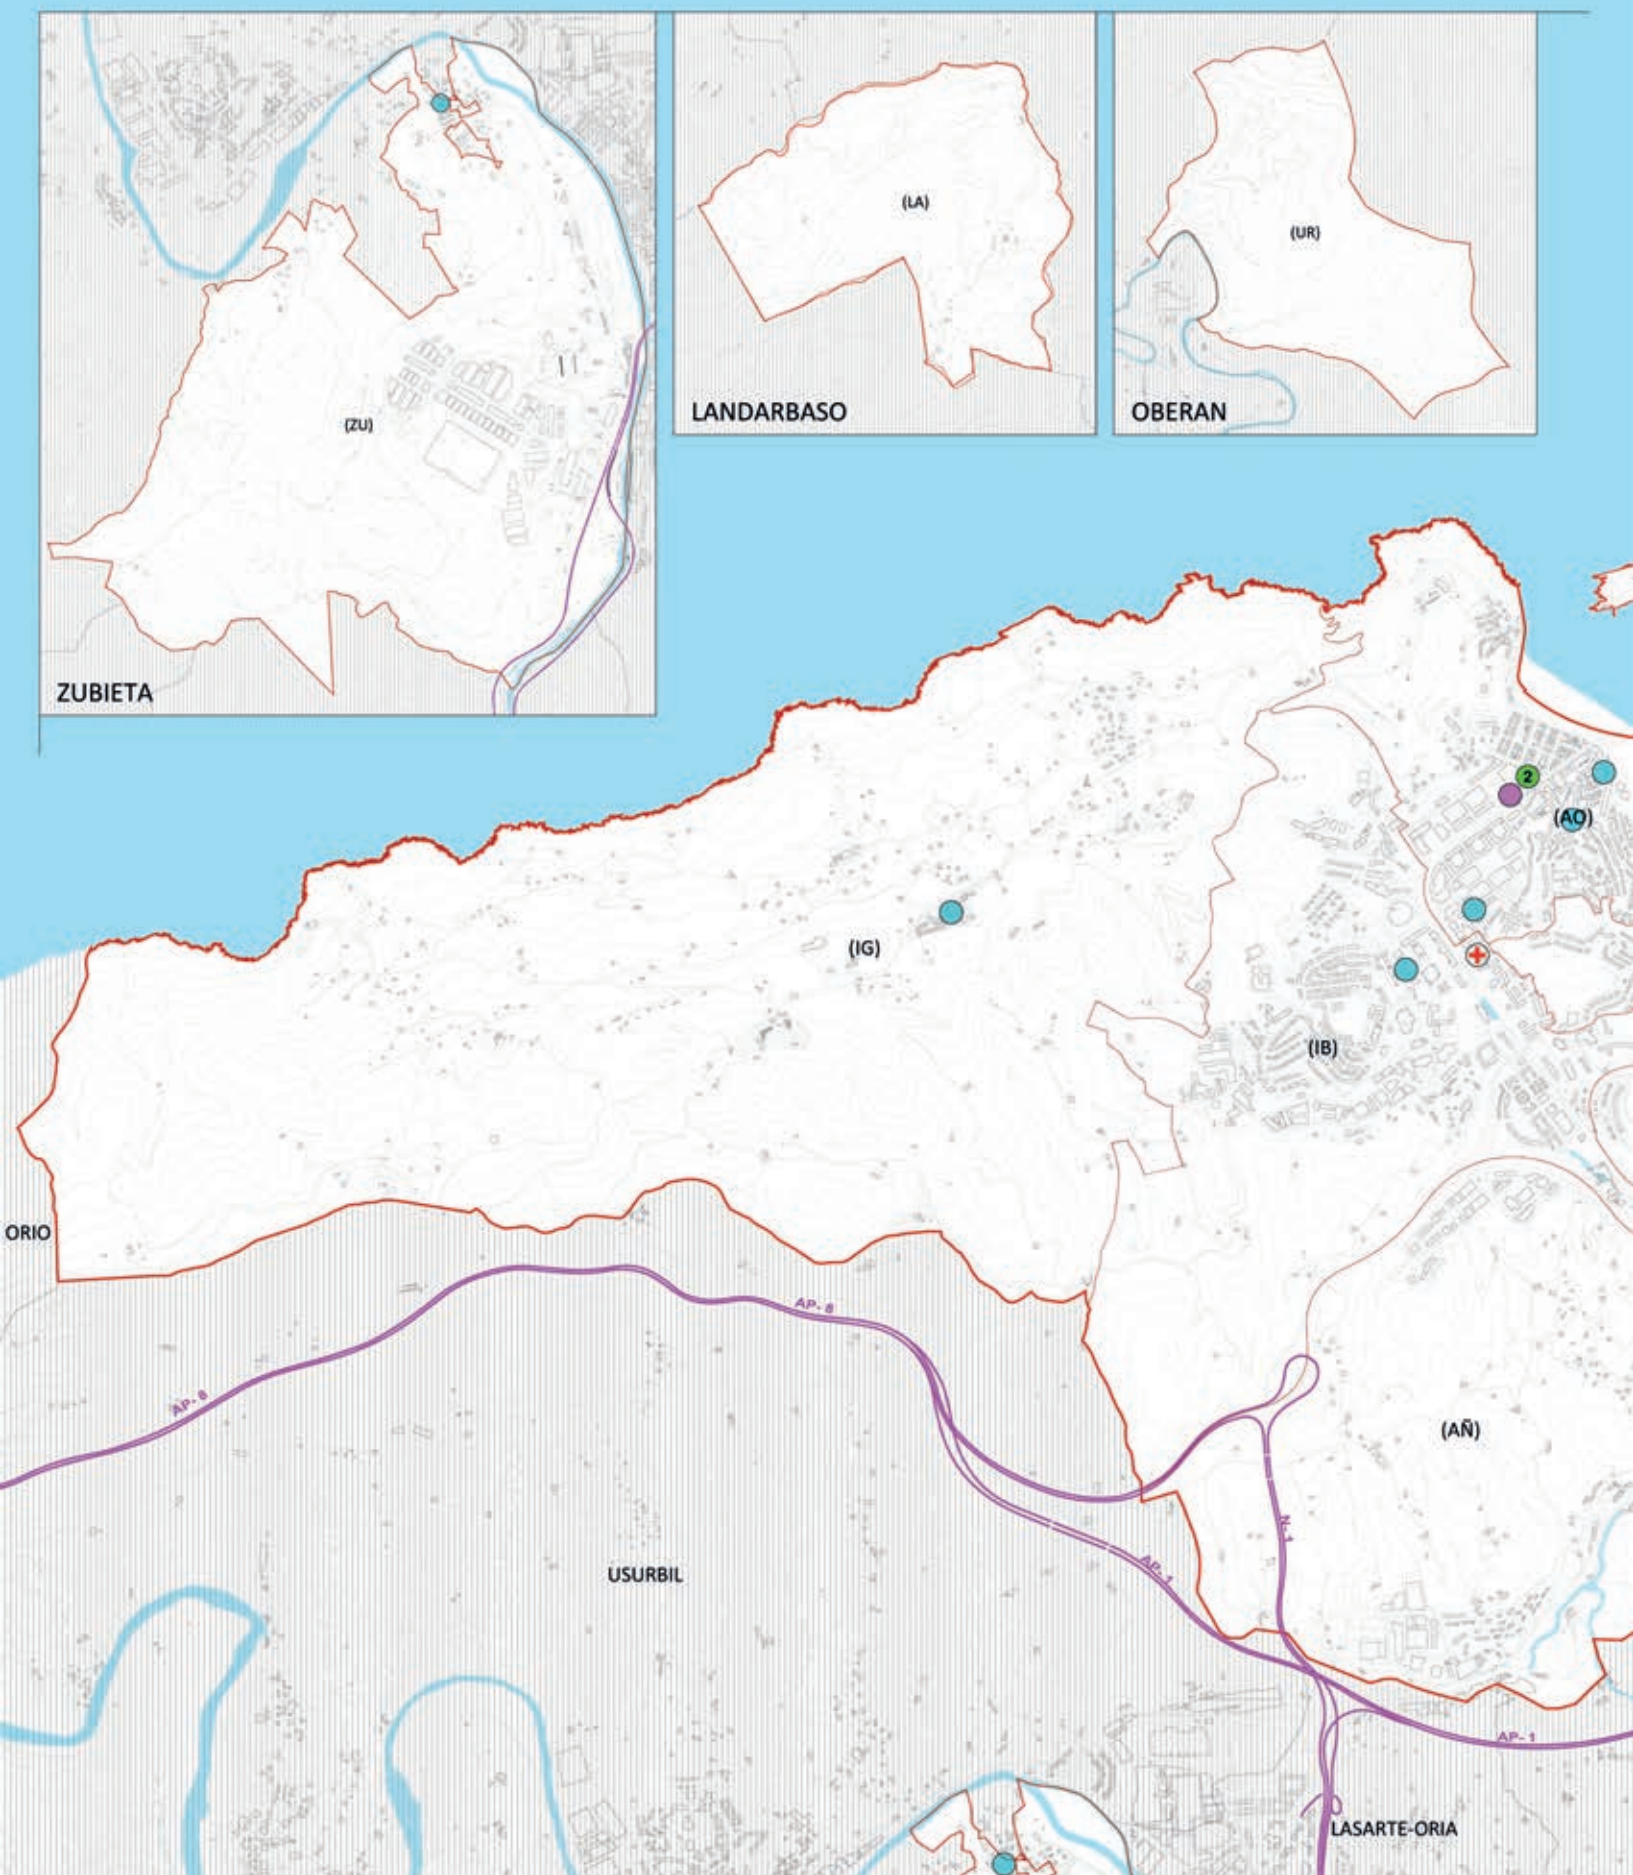 (LA)
(UR)
LANDARBASO
OBERAN
(ZU)
ZUBIETA
2
(AO)
(IG)
(IB)
ORIO
AP-8
AP-8
(AÑ)
N-1
AP-1
USURBIL
AP-1
LASARTE-ORIA